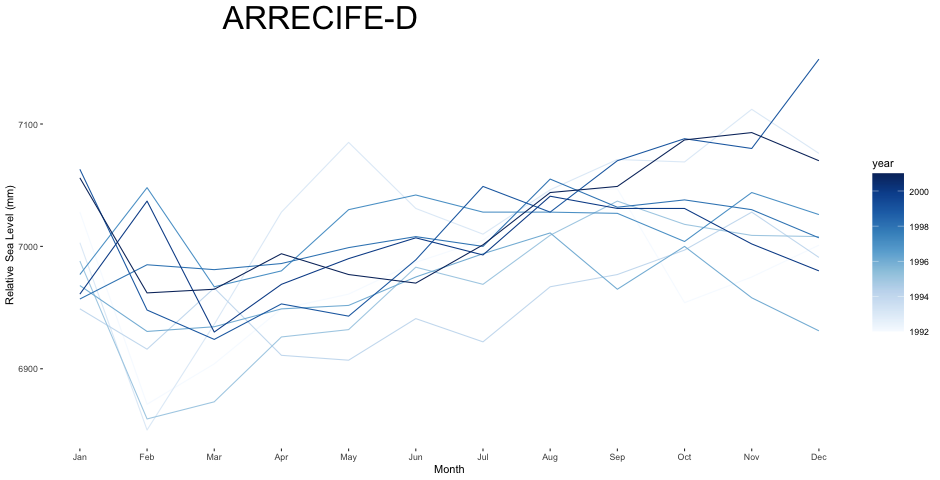 ARRECIFE-D
Relative Sea Level (mm)
7100
7000
6900
Jan Feb Mar Apr May Jun Jul Aug Sep Oct Nov Dec
Month
year
2000
1998
1996
1994
1992